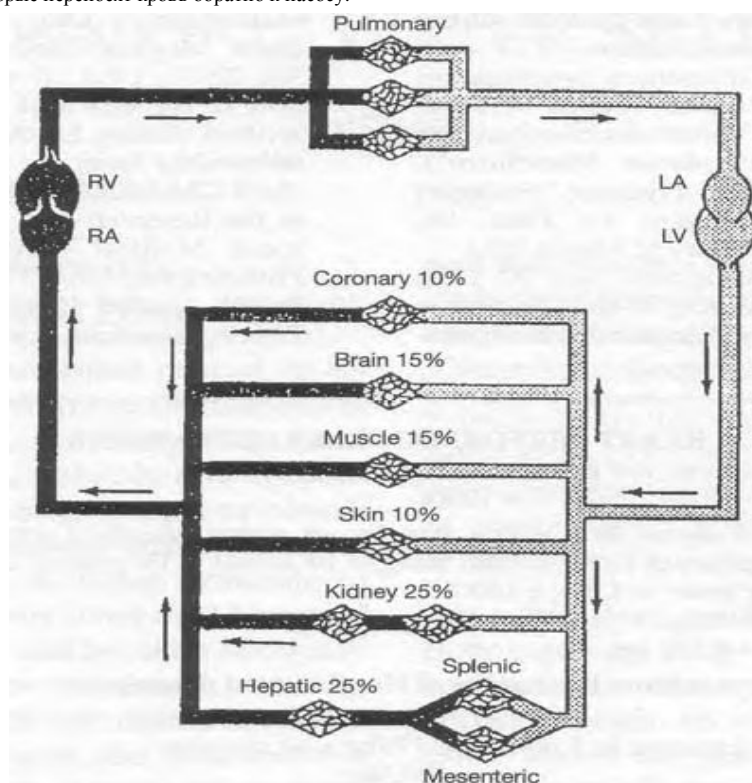 Pulmonary
RV
RA
LA
LV
Coronary 10%
Brain 15%
Muscle 15%
Skin 10%
Kidney 25%
Hepatic 25%
Splenic
Mesenteric